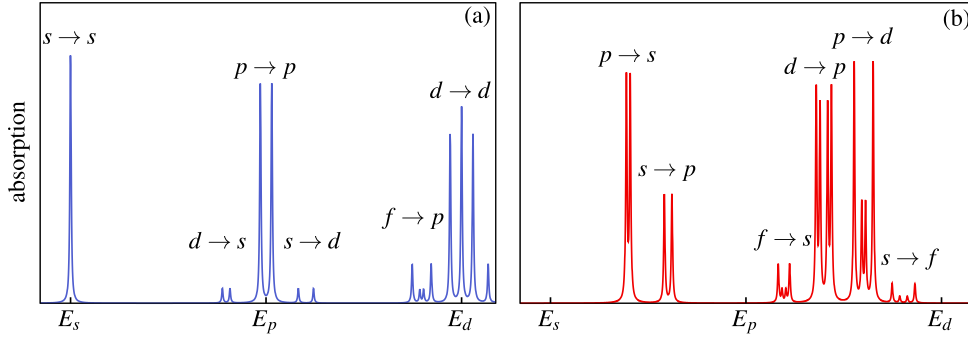 (a)
s → s
p → p
d → d
f → p
d → s
s → d
absorption
E_s
E_p
E_d
(b)
p → d
p → s
d → p
s → p
f → s
s → f
E_s
E_p
E_d